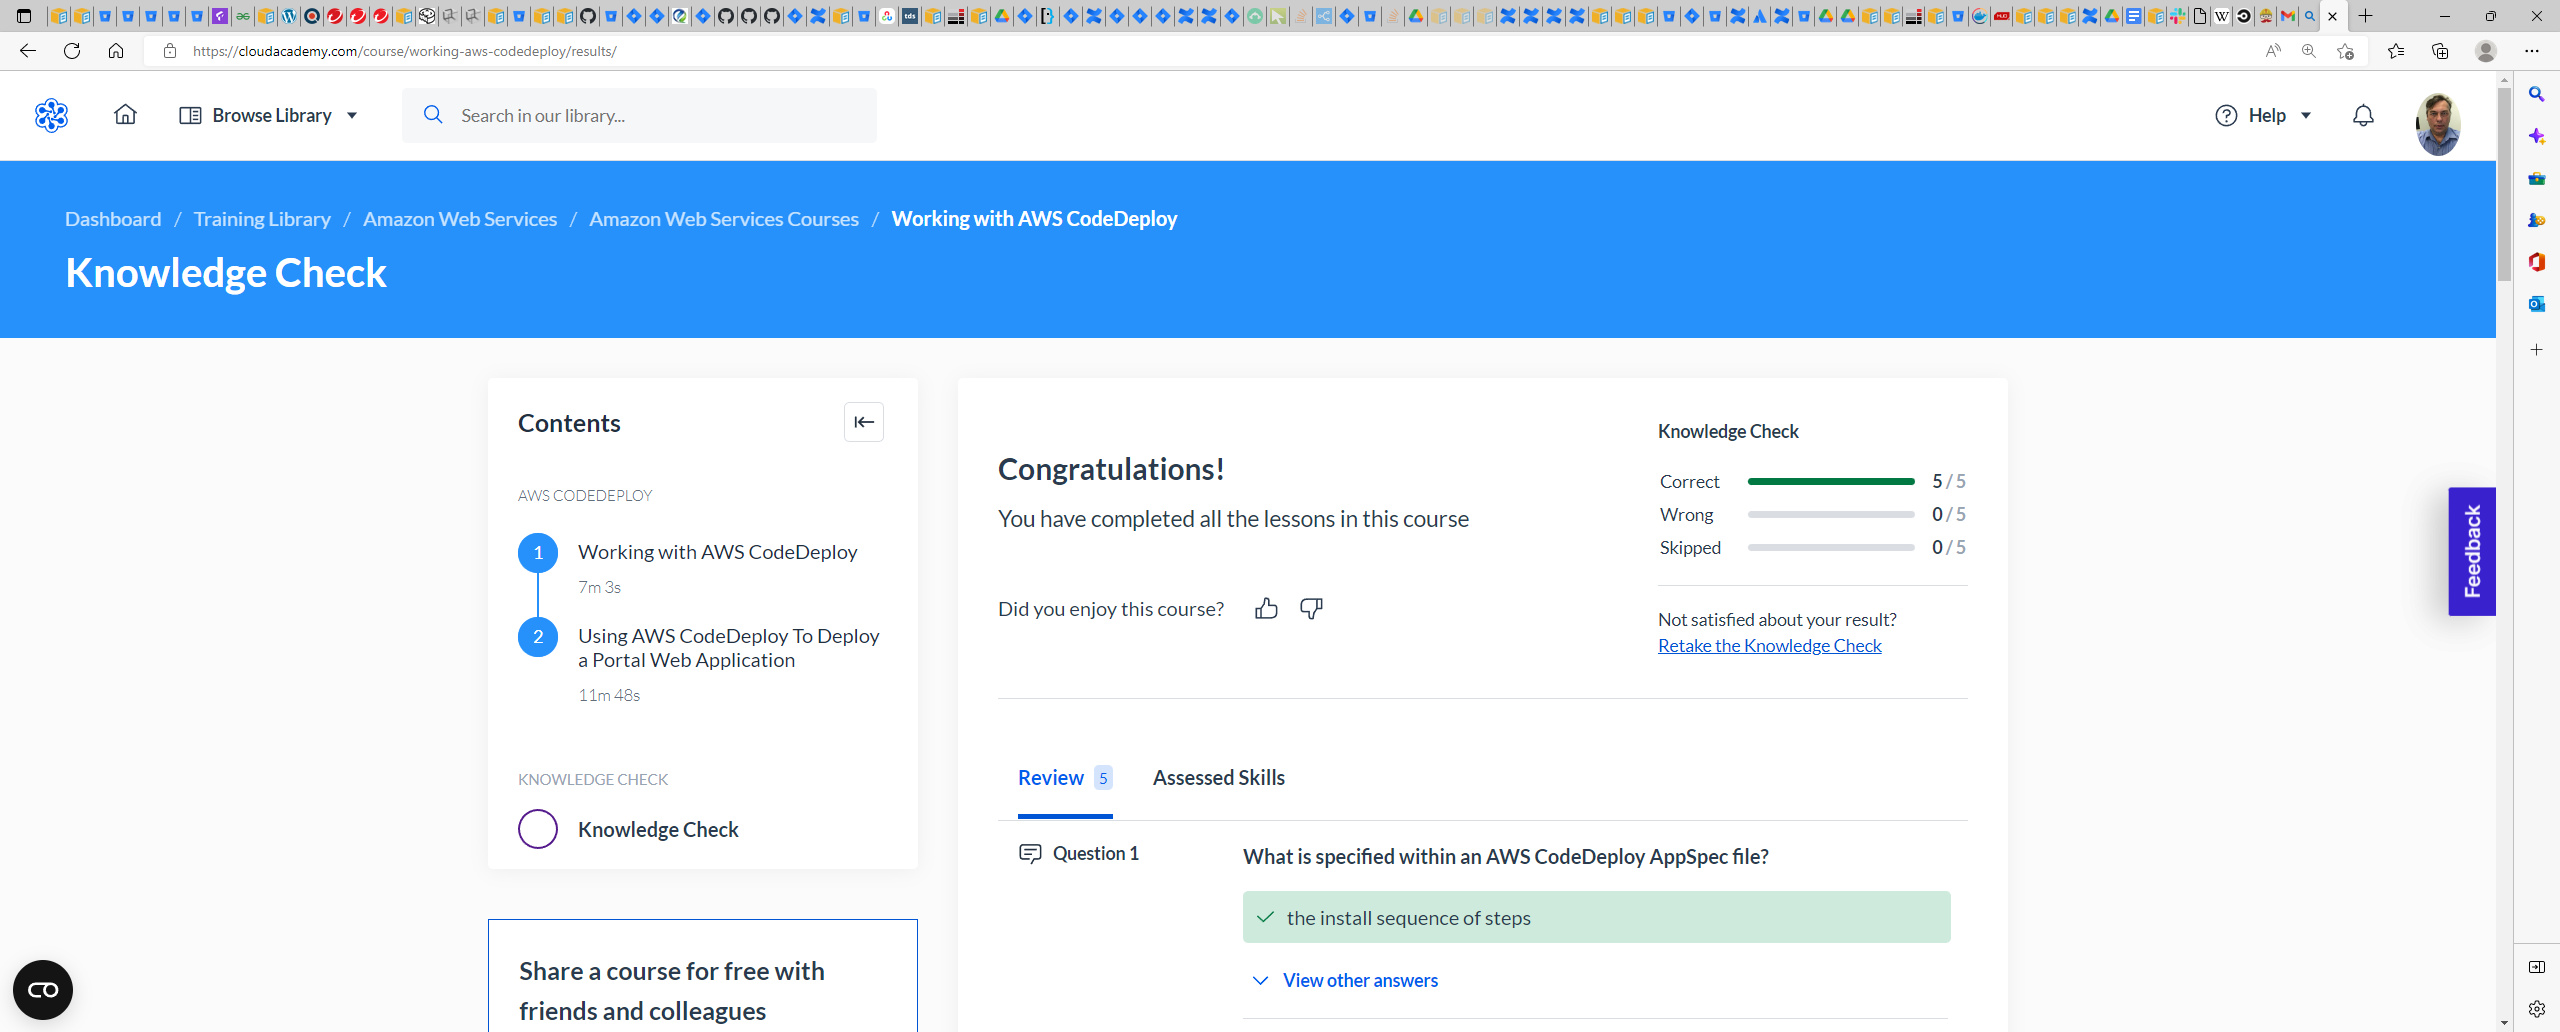 https://cloudacademy.com/course/working-aws-codedeploy/results/
Browse Library
Search in our library...
Help
Dashboard / Training Library / Amazon Web Services / Amazon Web Services Courses / Working with AWS CodeDeploy
Knowledge Check
Contents
AWS CODEDEPLOY
1
Working with AWS CodeDeploy
7m 3s
2
Using AWS CodeDeploy To Deploy
a Portal Web Application
11m 48s
KNOWLEDGE CHECK
Knowledge Check
Share a course for free with
friends and colleagues
Congratulations!
You have completed all the lessons in this course
Did you enjoy this course?
Knowledge Check
Correct 5 / 5
Wrong 0 / 5
Skipped 0 / 5
Not satisfied about your result?
Retake the Knowledge Check
Review 5
Assessed Skills
Question 1
What is specified within an AWS CodeDeploy AppSpec file?
the install sequence of steps
View other answers
Feedback